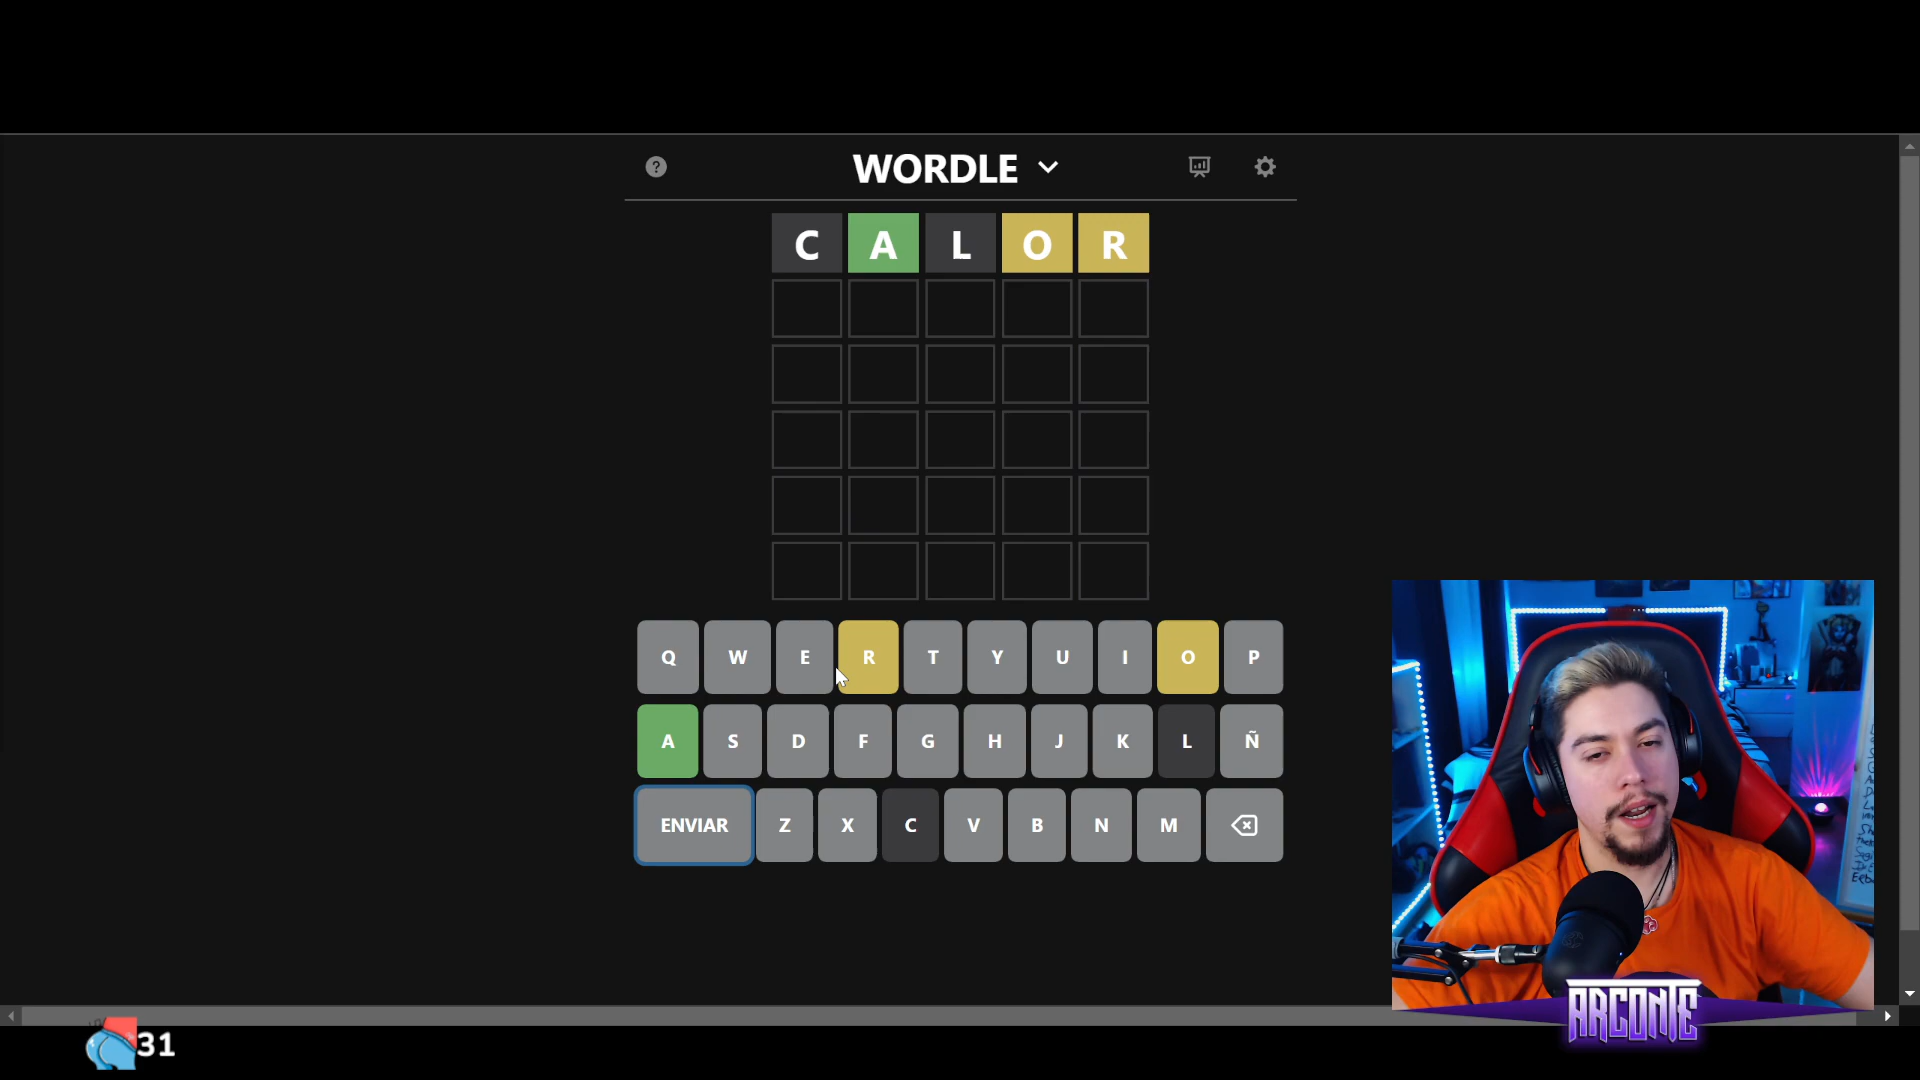 ?
WORDLE
C A L O R
Q W E R T Y U I O P
A S D F G H J K L Ñ
ENVIAR Z X C V B N M
ARCONTE
31